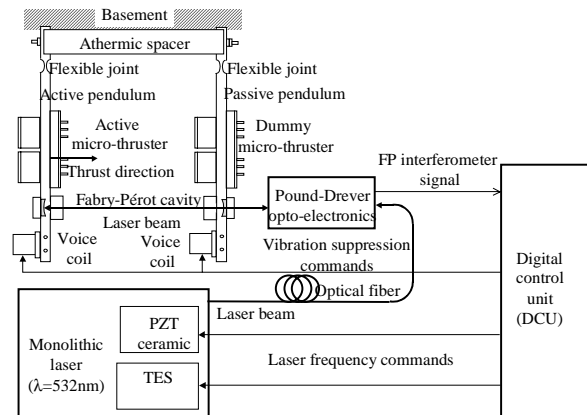 Basement
Athermic spacer
Flexible joint
Flexible joint
Active pendulum
Passive pendulum
Active
micro-thruster
Dummy
micro-thruster
Thrust direction
FP interferometer
signal
Fabry-Pérot cavity
Laser beam
Pound-Drever
opto-electronics
Voice
coil
Voice
coil
Vibration suppression
commands
Optical fiber
Laser beam
Digital
control
unit
(DCU)
Monolithic
laser
(λ=532nm)
PZT
ceramic
TES
Laser frequency commands